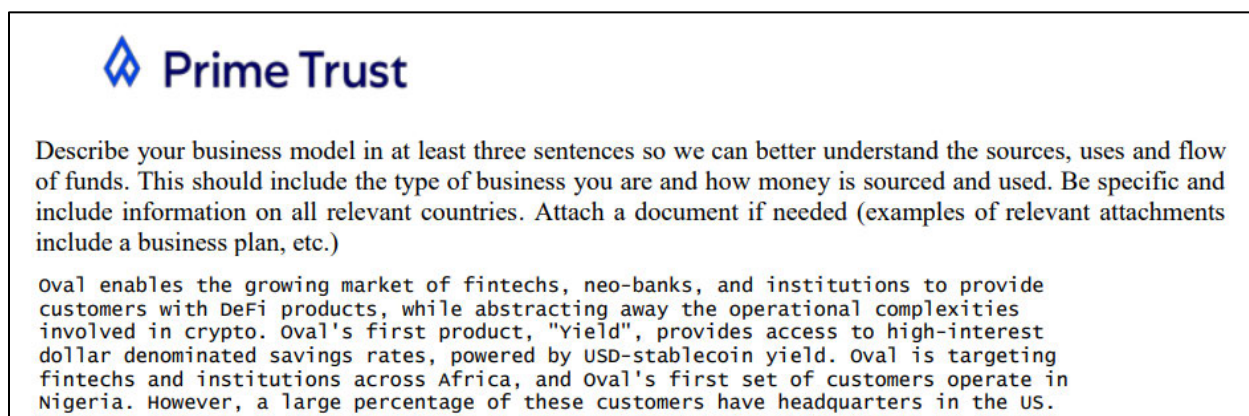 Prime Trust
Describe your business model in at least three sentences so we can better understand the sources, uses and flow
of funds. This should include the type of business you are and how money is sourced and used. Be specific and
include information on all relevant countries. Attach a document if needed (examples of relevant attachments
include a business plan, etc.)
Oval enables the growing market of fintechs, neo-banks, and institutions to provide
customers with DeFi products, while abstracting away the operational complexities
involved in crypto. Oval's first product, "Yield", provides access to high-interest
dollar denominated savings rates, powered by USD-stablecoin yield. Oval is targeting
fintechs and institutions across Africa, and Oval's first set of customers operate in
Nigeria. However, a large percentage of these customers have headquarters in the US.